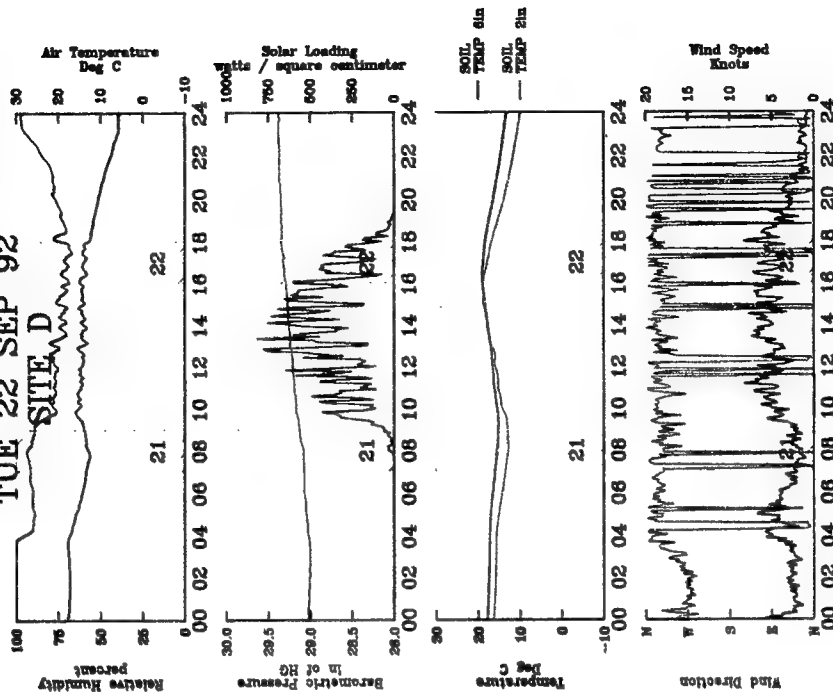 TUE 22 SEP 92
SITE D
Relative Humidity
percent
100
75
50
25
0
00 02 04 06 08 10 12 14 16 18 20 22 24
21 22
Air Temperature
Deg C
30
20
10
0
-10
Barometric Pressure
in of HG
30.0
29.5
29.0
28.5
28.0
00 02 04 06 08 10 12 14 16 18 20 22 24
21 22
Solar Loading
watts / square centimeter
1000
750
500
250
0
Temperature
Deg C
30
20
10
0
-10
00 02 04 06 08 10 12 14 16 18 20 22 24
21 22
SOIL
TEMP 6in
SOIL
TEMP 2in
Wind Direction
N
W
S
E
N
00 02 04 06 08 10 12 14 16 18 20 22 24
21 22
Wind Speed
Knots
20
15
10
5
0